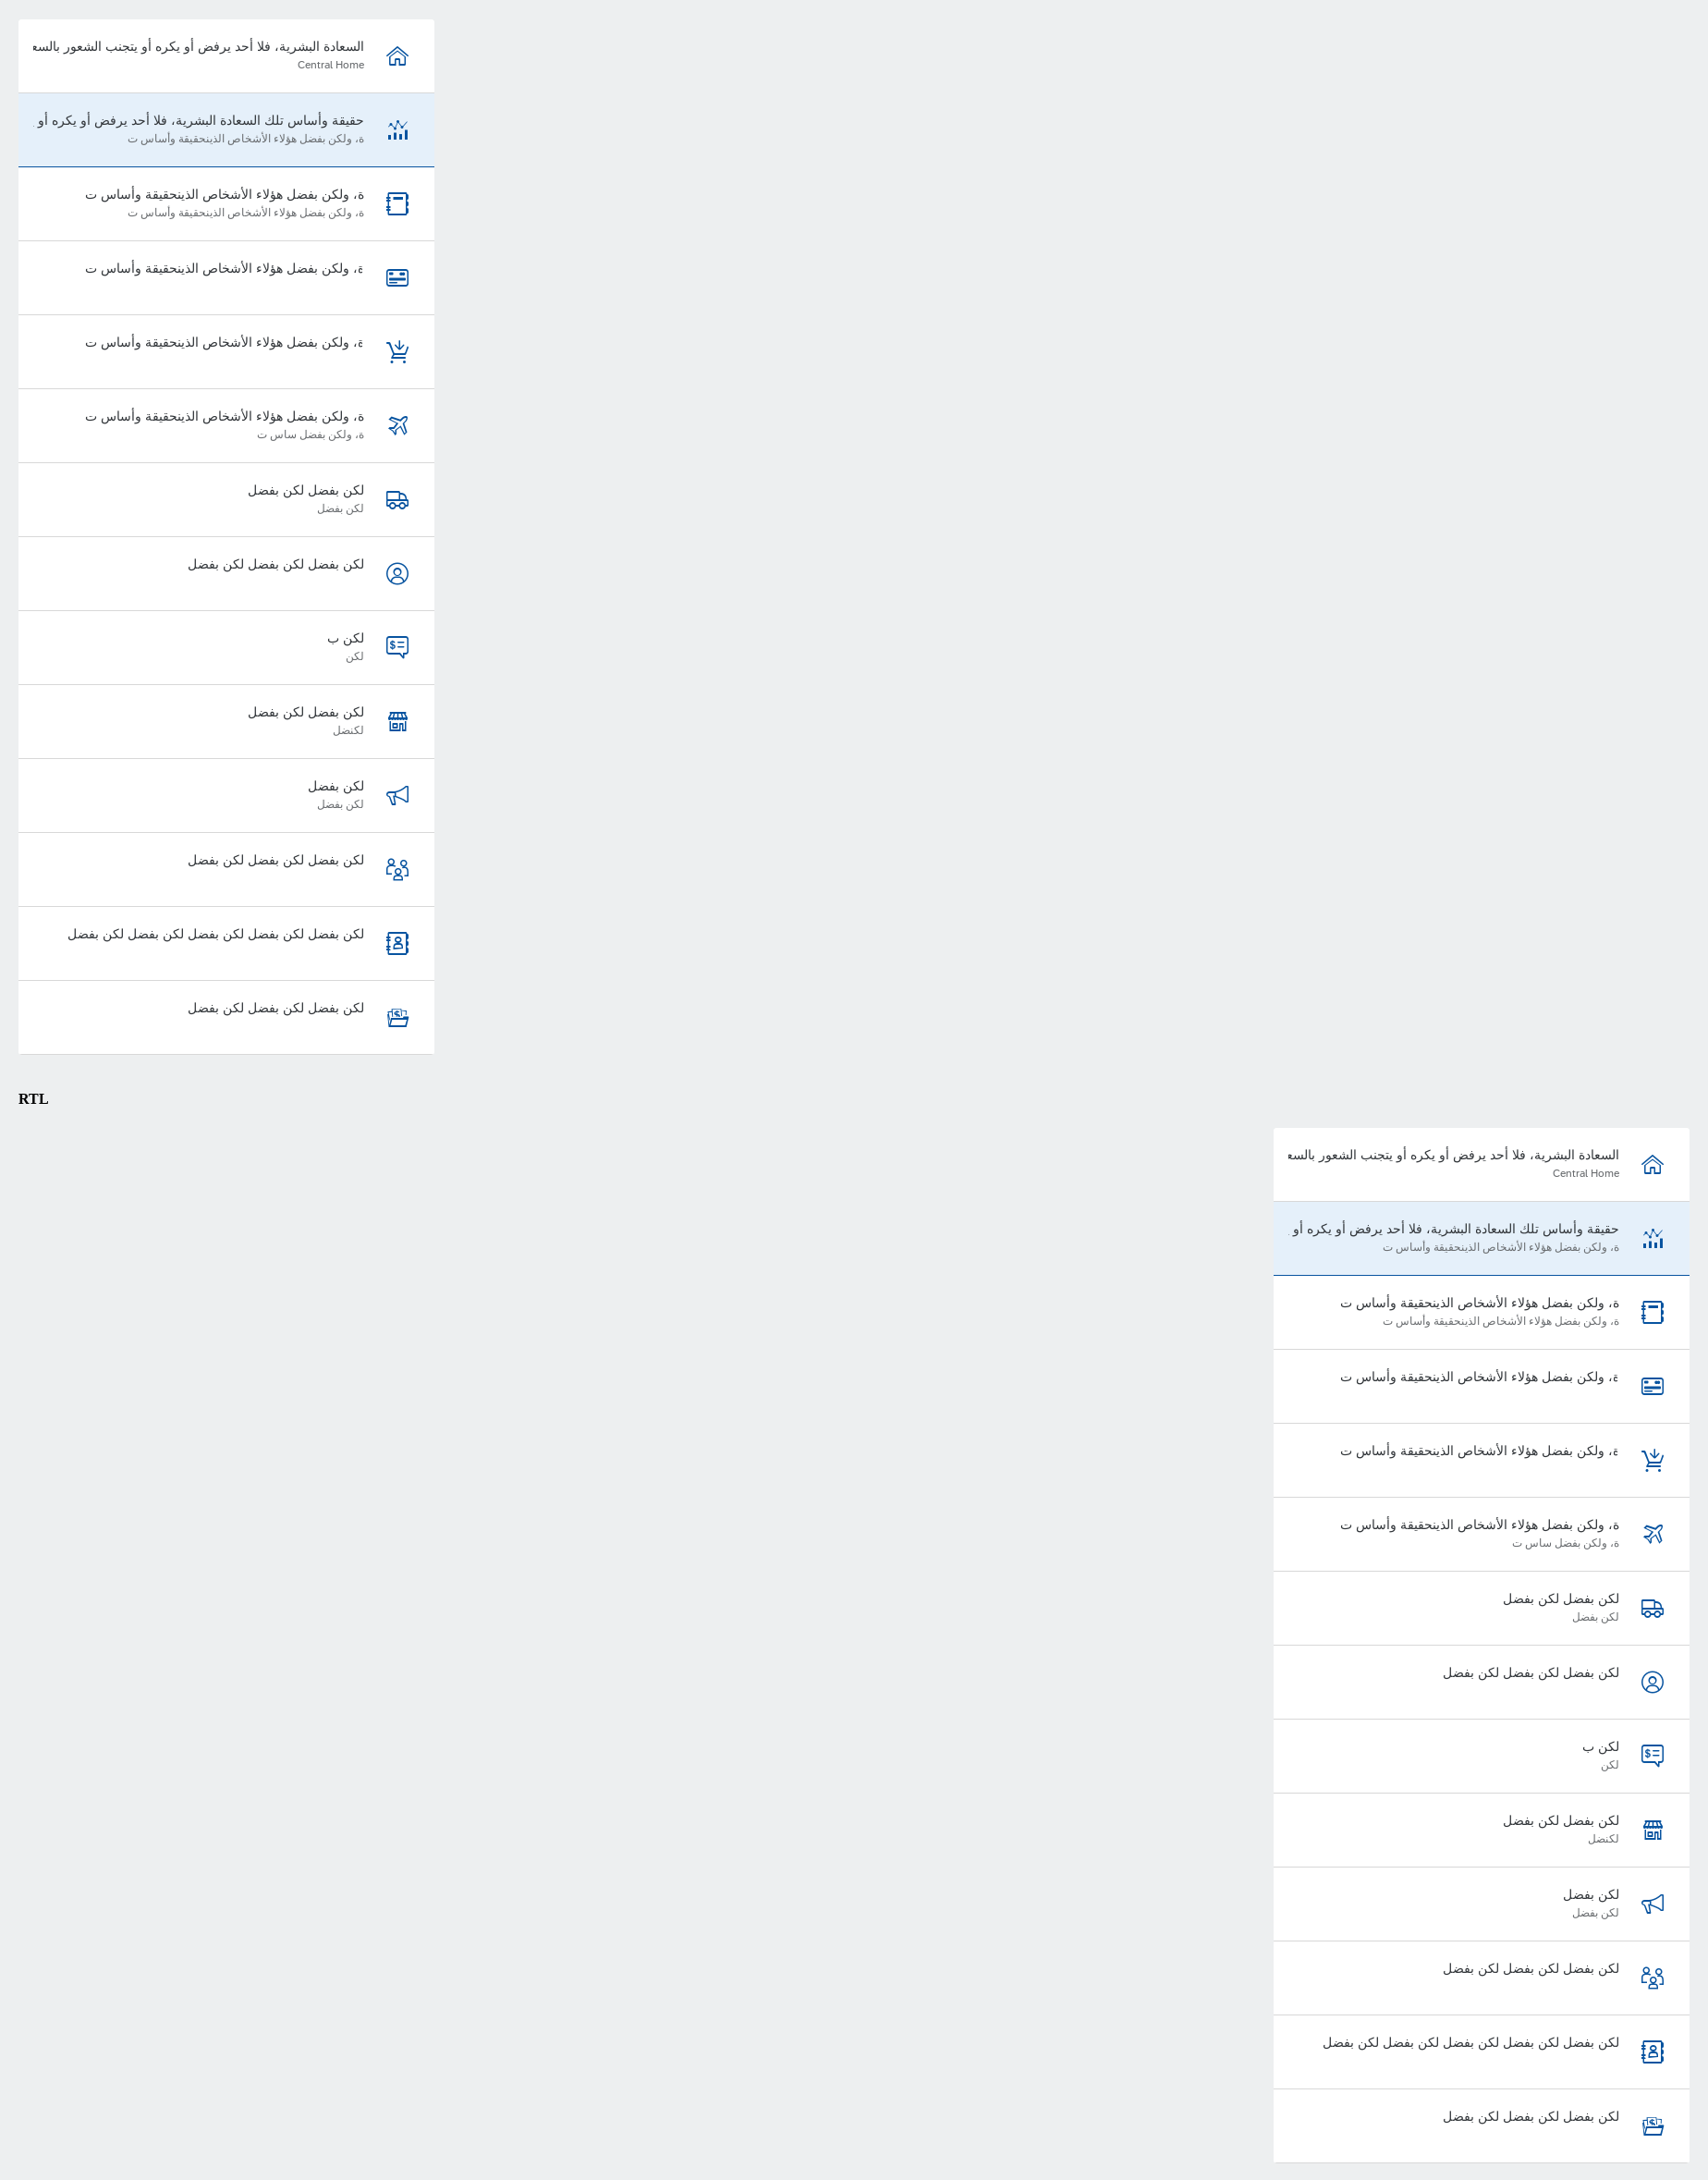 السعادة البشرية، فلا أحد يرفض أو يكره أو يتجنب الشعور بالسع
Central Home
حقيقة وأساس تلك السعادة البشرية، فلا أحد يرفض أو يكره أو
ة، ولكن بفضل هؤلاء الأشخاص الذينحقيقة وأساس ت
ة، ولكن بفضل هؤلاء الأشخاص الذينحقيقة وأساس ت
ة، ولكن بفضل هؤلاء الأشخاص الذينحقيقة وأساس ت
ة، ولكن بفضل هؤلاء الأشخاص الذينحقيقة وأساس ت
ة، ولكن بفضل هؤلاء الأشخاص الذينحقيقة وأساس ت
ة، ولكن بفضل هؤلاء الأشخاص الذينحقيقة وأساس ت
ة، ولكن بفضل ساس ت
لكن بفضل لكن بفضل
لكن بفضل
لكن بفضل لكن بفضل لكن بفضل
لكن ب
لكن
لكن بفضل لكن بفضل
لكنضل
لكن بفضل
لكن بفضل
لكن بفضل لكن بفضل لكن بفضل
لكن بفضل لكن بفضل لكن بفضل لكن بفضل لكن بفضل
لكن بفضل لكن بفضل لكن بفضل
RTL
السعادة البشرية، فلا أحد يرفض أو يكره أو يتجنب الشعور بالسع
Central Home
حقيقة وأساس تلك السعادة البشرية، فلا أحد يرفض أو يكره أو
ة، ولكن بفضل هؤلاء الأشخاص الذينحقيقة وأساس ت
ة، ولكن بفضل هؤلاء الأشخاص الذينحقيقة وأساس ت
ة، ولكن بفضل هؤلاء الأشخاص الذينحقيقة وأساس ت
ة، ولكن بفضل هؤلاء الأشخاص الذينحقيقة وأساس ت
ة، ولكن بفضل هؤلاء الأشخاص الذينحقيقة وأساس ت
ة، ولكن بفضل هؤلاء الأشخاص الذينحقيقة وأساس ت
ة، ولكن بفضل ساس ت
لكن بفضل لكن بفضل
لكن بفضل
لكن بفضل لكن بفضل لكن بفضل
لكن ب
لكن
لكن بفضل لكن بفضل
لكنضل
لكن بفضل
لكن بفضل
لكن بفضل لكن بفضل لكن بفضل
لكن بفضل لكن بفضل لكن بفضل لكن بفضل لكن بفضل
لكن بفضل لكن بفضل لكن بفضل